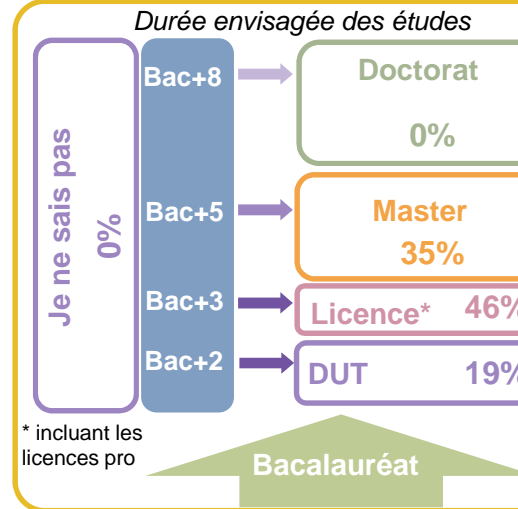 Durée envisagée des études
Je ne sais pas
0%
Bac+8
Doctorat
0%
Bac+5
Master
35%
Bac+3
Licence* 46%
Bac+2
DUT 19%
* incluant les
licences pro
Bacalauréat